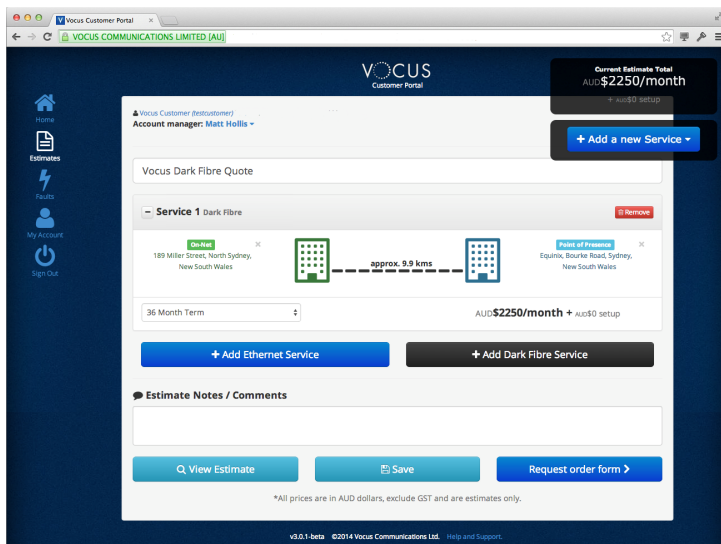 Vocus Customer Portal
VOCUS COMMUNICATIONS LIMITED [AU]
VOCUS
Customer Portal
Current Estimate Total
AUD$2250/month
+ AUD$0 setup
+ Add a new Service
Home
Estimates
Faults
My Account
Sign Out
Vocus Customer (testcustomer)
Account manager: Matt Hollis
Vocus Dark Fibre Quote
Service 1 Dark Fibre
Remove
On-Net
189 Miller Street, North Sydney,
New South Wales
approx. 9.9 kms
Point of Presence
Equinix, Bourke Road, Sydney,
New South Wales
36 Month Term
AUD$2250/month + AUD$0 setup
+ Add Ethernet Service
+ Add Dark Fibre Service
Estimate Notes / Comments
View Estimate
Save
Request order form
*All prices are in AUD dollars, exclude GST and are estimates only.
v3.0.1-beta ©2014 Vocus Communications Ltd. Help and Support.